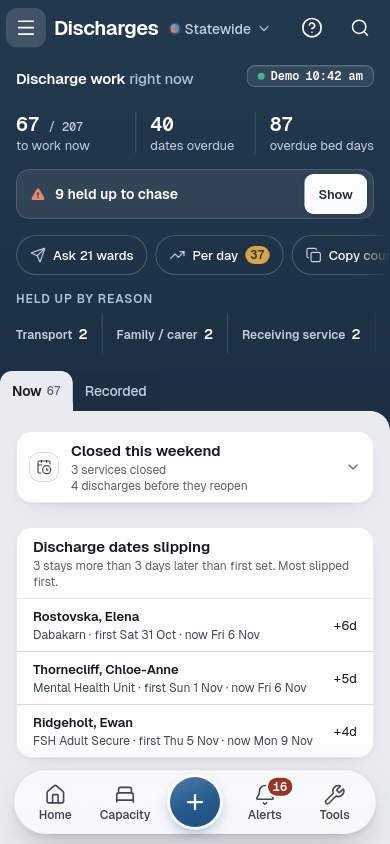 Discharges
Statewide
Discharge work right now
Demo 10:42 am
67 / 207
to work now
40
dates overdue
87
overdue bed days
9 held up to chase
Show
Ask 21 wards
Per day 37
Copy cou
HELD UP BY REASON
Transport 2
Family / carer 2
Receiving service 2
Now 67
Recorded
Closed this weekend
3 services closed
4 discharges before they reopen
Discharge dates slipping
3 stays more than 3 days later than first set. Most slipped
first.
Rostovska, Elena
Dabakarn · first Sat 31 Oct · now Fri 6 Nov
+6d
Thornecliff, Chloe-Anne
Mental Health Unit · first Sun 1 Nov · now Fri 6 Nov
+5d
Ridgeholt, Ewan
FSH Adult Secure · first Thu 5 Nov · now Mon 9 Nov
+4d
Home
Capacity
16
Alerts
Tools